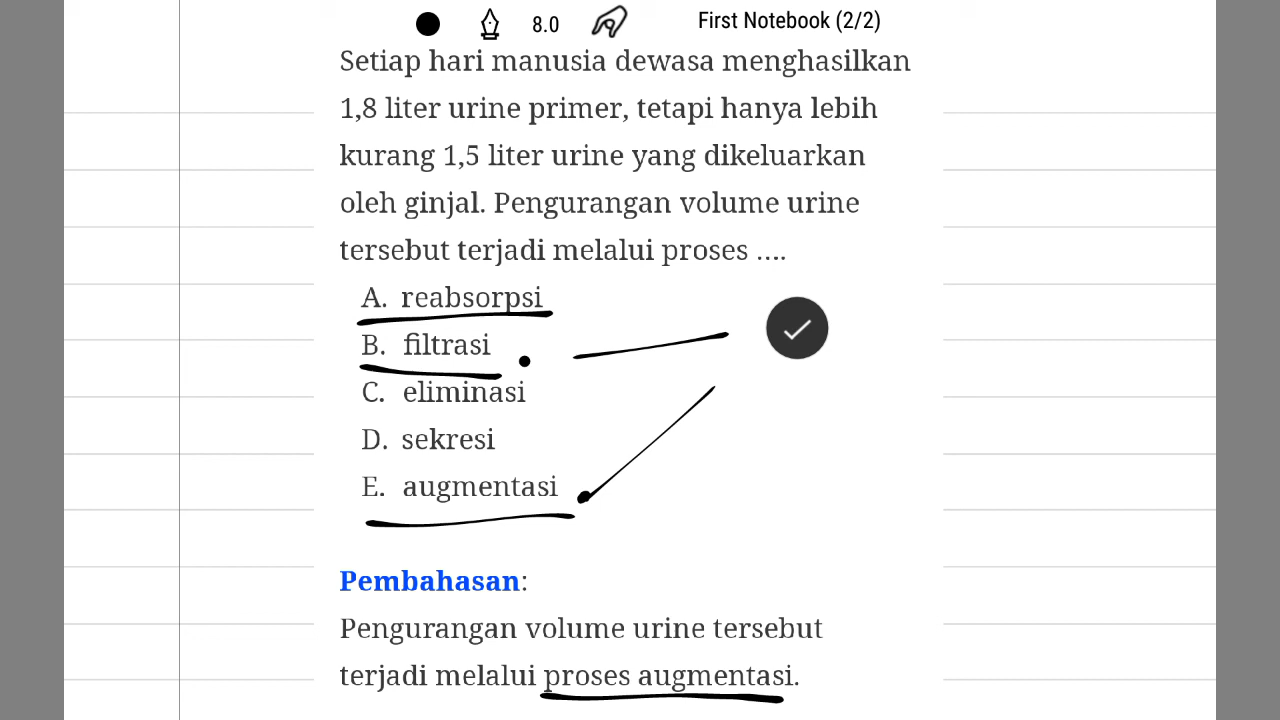 8.0 First Notebook (2/2)
Setiap hari manusia dewasa menghasilkan
1,8 liter urine primer, tetapi hanya lebih
kurang 1,5 liter urine yang dikeluarkan
oleh ginjal. Pengurangan volume urine
tersebut terjadi melalui proses ....
A. reabsorpsi
B. filtrasi
C. eliminasi
D. sekresi
E. augmentasi
Pembahasan:
Pengurangan volume urine tersebut
terjadi melalui proses augmentasi.